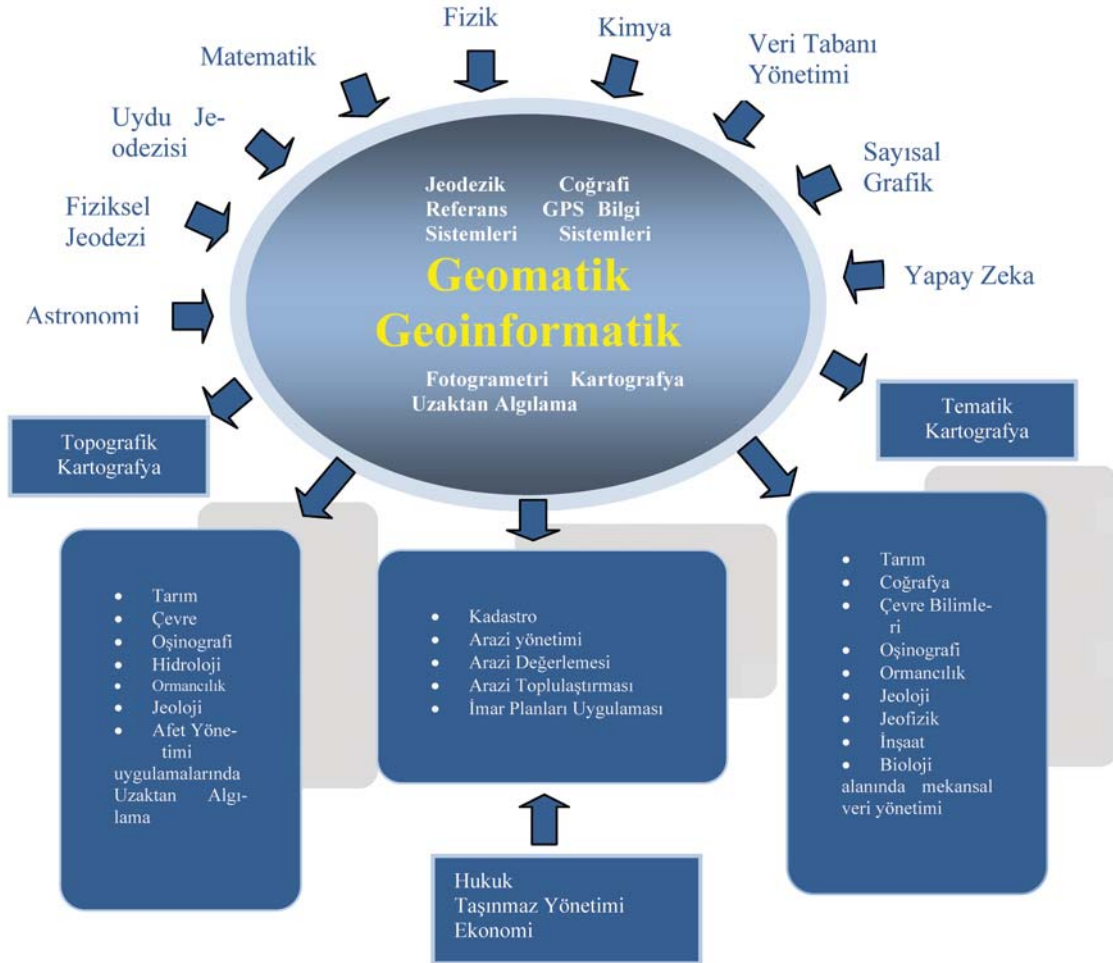 Fizik
Kimya
Matematik
Veri Tabanı
Yönetimi
Uydu Je-
odezisi
Sayısal
Grafik
Fiziksel
Jeodezi
Yapay Zeka
Astronomi
Jeodezik Coğrafi
Referans GPS Bilgi
Sistemleri Sistemleri
Geomatik
Geoinformatik
Fotogrametri Kartografya
Uzaktan Algılama
Topografik
Kartografya
Tematik
Kartografya
• Tarım
• Çevre
• Oşinografi
• Hidroloji
• Ormancılık
• Jeoloji
• Afet Yöne-
timi
uygulamalarında
Uzaktan Algı-
lama
• Kadastro
• Arazi yönetimi
• Arazi Değerlemesi
• Arazi Toplulaştırması
• İmar Planları Uygulaması
• Tarım
• Coğrafya
• Çevre Bilimle-
ri
• Oşinografi
• Ormancılık
• Jeoloji
• Jeofizik
• İnşaat
• Bioloji
alanında mekansal
veri yönetimi
Hukuk
Taşınmaz Yönetimi
Ekonomi